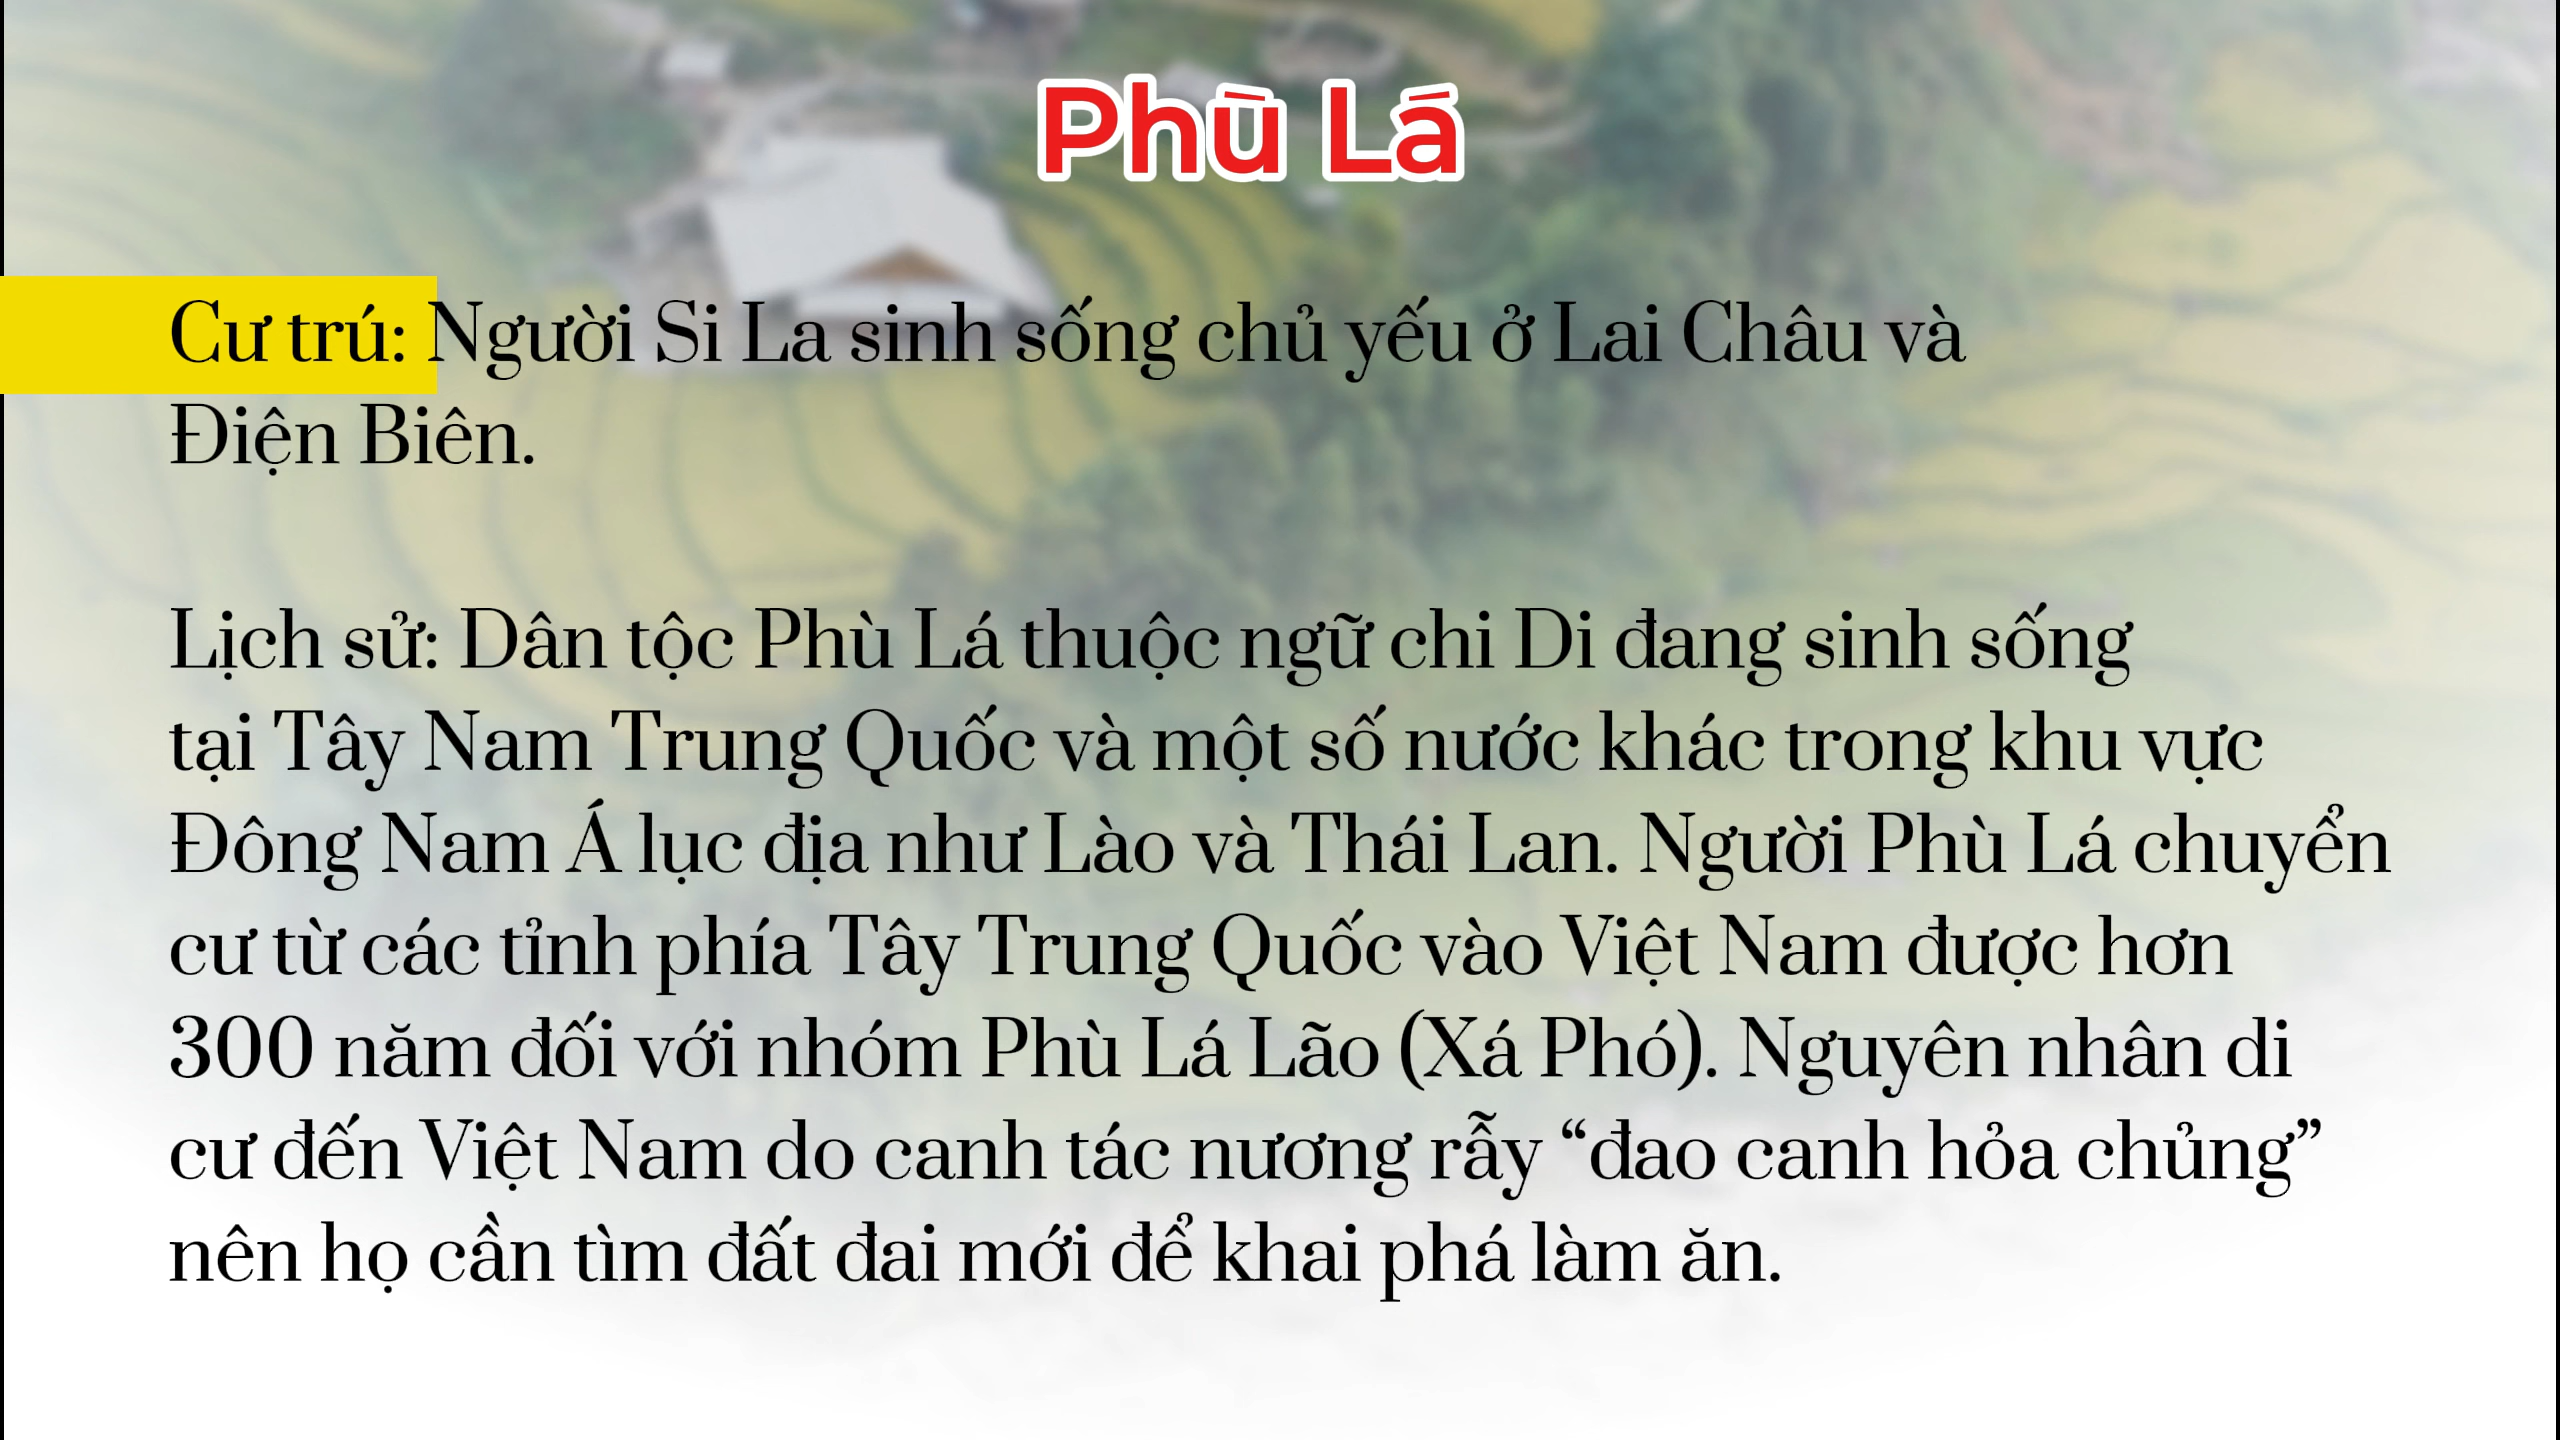 Phù Lá
Cư trú: Người Si La sinh sống chủ yếu ở Lai Châu và
Điện Biên.
Lịch sử: Dân tộc Phù Lá thuộc ngữ chi Di đang sinh sống
tại Tây Nam Trung Quốc và một số nước khác trong khu vực
Đông Nam Á lục địa như Lào và Thái Lan. Người Phù Lá chuyển
cư từ các tỉnh phía Tây Trung Quốc vào Việt Nam được hơn
300 năm đối với nhóm Phù Lá Lão (Xá Phó). Nguyên nhân di
cư đến Việt Nam do canh tác nương rẫy “đao canh hỏa chủng”
nên họ cần tìm đất đai mới để khai phá làm ăn.